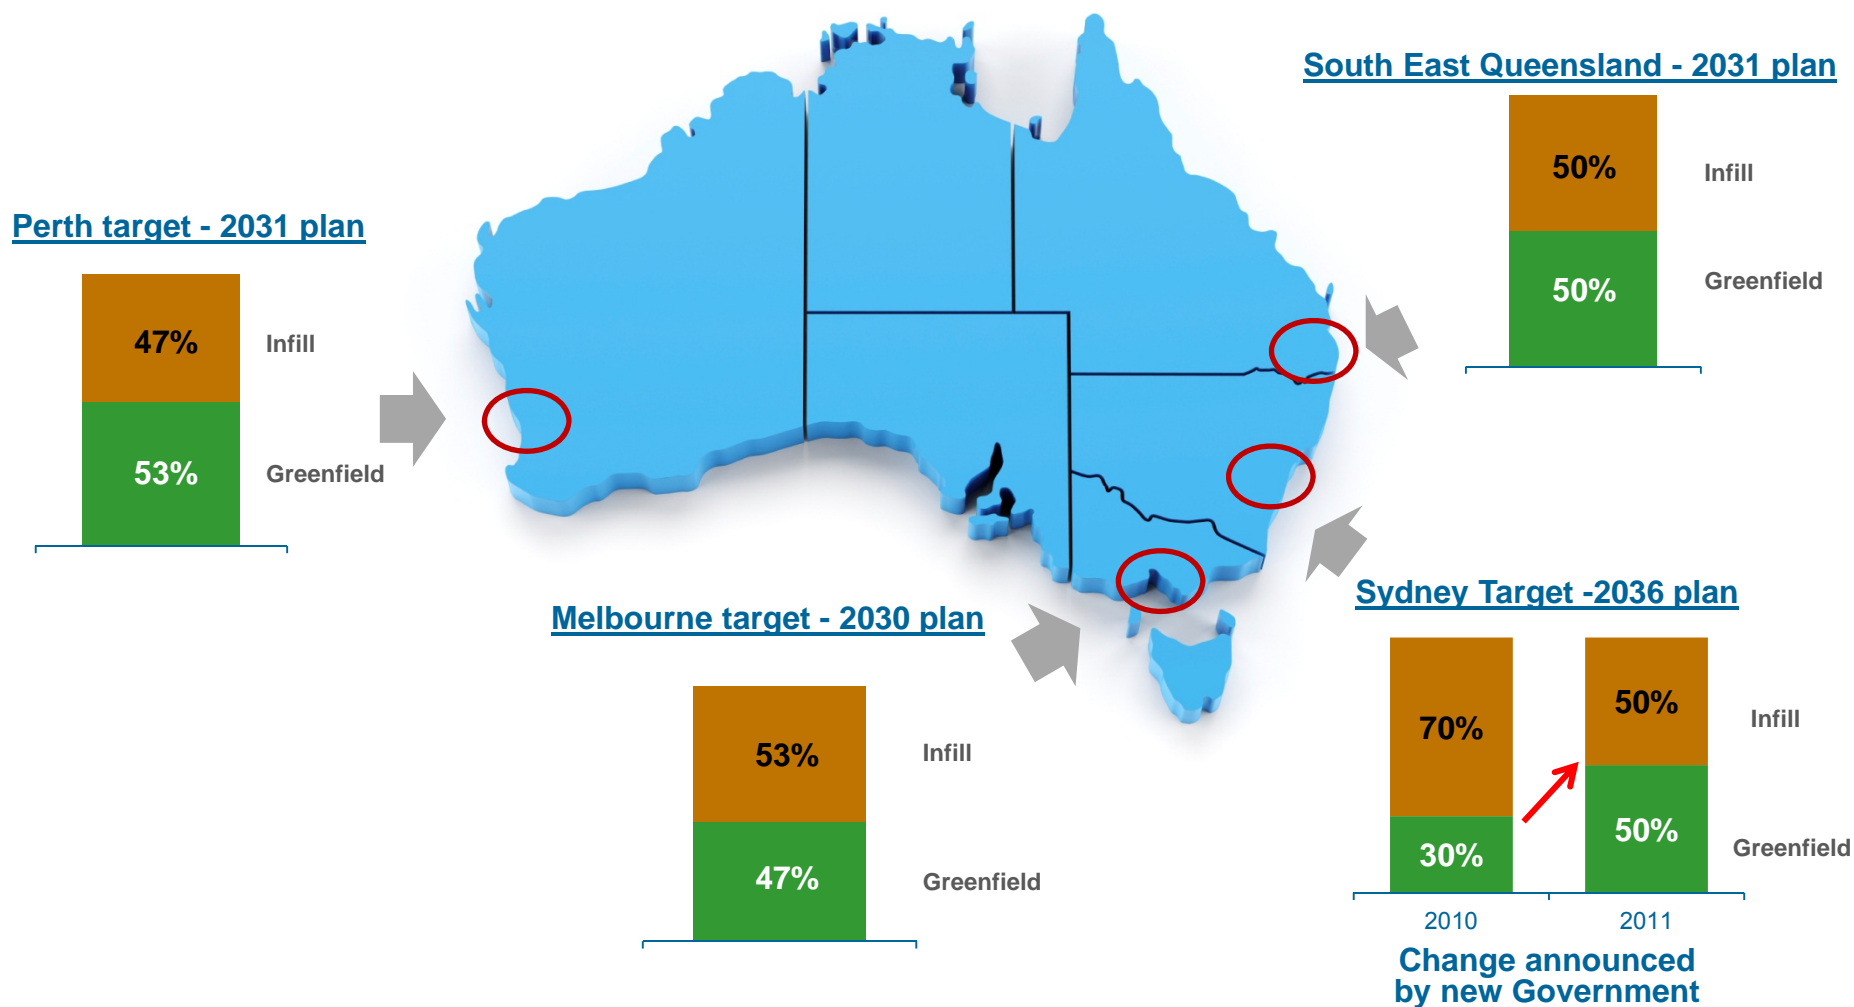 South East Queensland - 2031 plan
50%
Infill
50%
Greenfield
Perth target - 2031 plan
47%
Infill
53%
Greenfield
Melbourne target - 2030 plan
53%
Infill
47%
Greenfield
Sydney Target -2036 plan
70%
50%
Infill
30%
50%
Greenfield
2010
2011
Change announced
by new Government